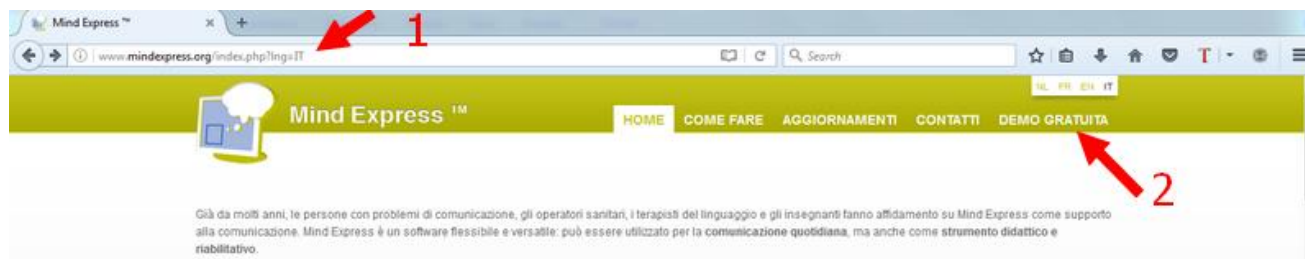 Mind Express ™
1
www.mindexpress.org/index.php?lng=IT
Search
NL FR EN IT
Mind Express ™
HOME COME FARE AGGIORNAMENTI CONTATTI DEMO GRATUITA
2
Già da molti anni, le persone con problemi di comunicazione, gli operatori sanitari, i terapisti del linguaggio e gli insegnanti fanno affidamento su Mind Express come supporto
alla comunicazione. Mind Express è un software flessibile e versatile: può essere utilizzato per la comunicazione quotidiana, ma anche come strumento didattico e
riabilitativo.